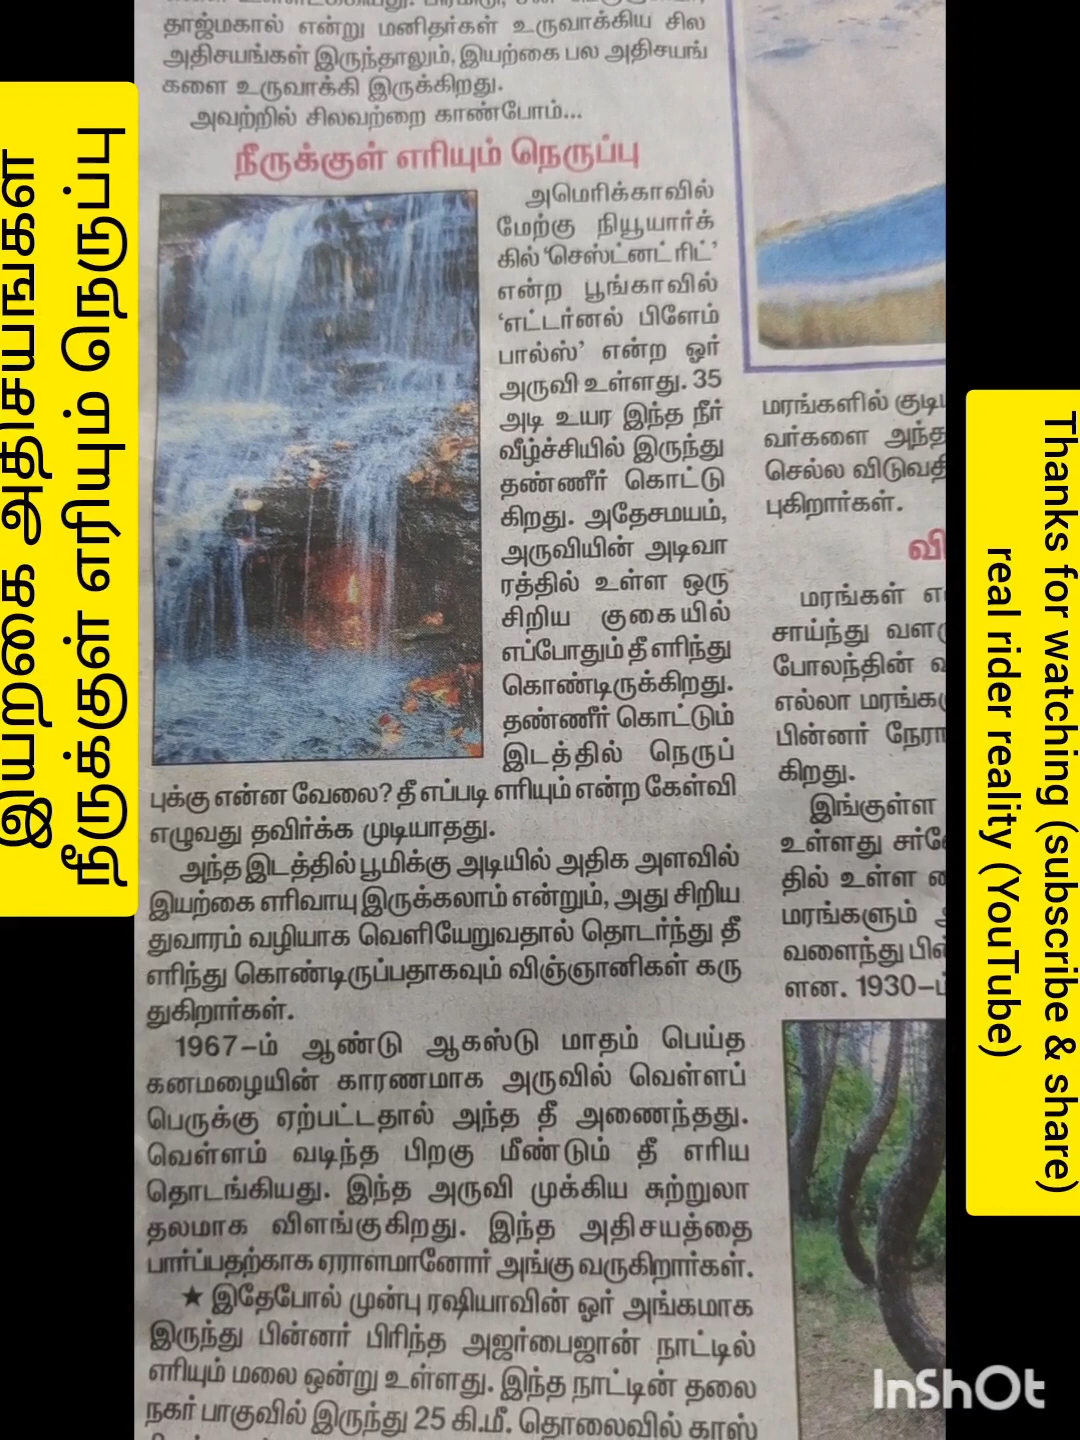 இயற்கை அதிசயங்கள்
நீருக்குள் எரியும் நெருப்பு
தாஜ்மகால் என்று மனிதர்கள் உருவாக்கிய சில
அதிசயங்கள் இருந்தாலும், இயற்கை பல அதிசயங்
களை உருவாக்கி இருக்கிறது.
அவற்றில் சிலவற்றை காண்போம்...
நீருக்குள் எரியும் நெருப்பு
அமெரிக்காவில்
மேற்கு நியூயார்க்
கில் 'செஸ்ட்னட் ரிட்'
என்ற பூங்காவில்
'எட்டர்னல் பிளேம்
பால்ஸ்' என்ற ஓர்
அருவி உள்ளது. 35
அடி உயர இந்த நீர்
வீழ்ச்சியில் இருந்து
தண்ணீர் கொட்டு
கிறது. அதேசமயம்,
அருவியின் அடிவா
ரத்தில் உள்ள ஒரு
சிறிய குகையில்
எப்போதும் தீ எரிந்து
கொண்டிருக்கிறது.
தண்ணீர் கொட்டும்
இடத்தில் நெருப்
புக்கு என்ன வேலை? தீ எப்படி எரியும் என்ற கேள்வி
எழுவது தவிர்க்க முடியாதது.
அந்த இடத்தில் பூமிக்கு அடியில் அதிக அளவில்
இயற்கை எரிவாயு இருக்கலாம் என்றும், அது சிறிய
துவாரம் வழியாக வெளியேறுவதால் தொடர்ந்து தீ
எரிந்து கொண்டிருப்பதாகவும் விஞ்ஞானிகள் கரு
துகிறார்கள்.
1967-ம் ஆண்டு ஆகஸ்டு மாதம் பெய்த
கனமழையின் காரணமாக அருவில் வெள்ளப்
பெருக்கு ஏற்பட்டதால் அந்த தீ அணைந்தது.
வெள்ளம் வடிந்த பிறகு மீண்டும் தீ எரிய
தொடங்கியது. இந்த அருவி முக்கிய சுற்றுலா
தலமாக விளங்குகிறது. இந்த அதிசயத்தை
பார்ப்பதற்காக ஏராளமானோர் அங்கு வருகிறார்கள்.
★ இதேபோல் முன்பு ரஷியாவின் ஓர் அங்கமாக
இருந்து பின்னர் பிரிந்த அஜர்பைஜான் நாட்டில்
எரியும் மலை ஒன்று உள்ளது. இந்த நாட்டின் தலை
நகர் பாகுவில் இருந்து 25 கி.மீ. தொலைவில் காஸ்
மரங்களில்
வர்களை அந்த
செல்ல
புகிறார்கள்.
மரங்கள்
சாய்ந்து
போலந்தின்
எல்லா
பின்னர்
கிறது.
இங்குள்ள
உள்ளது
தில் உள்ள
மரங்களும்
வளைந்து
ளன. 1930-
Thanks for watching (subscribe & share)
real rider reality (YouTube)
InShOt